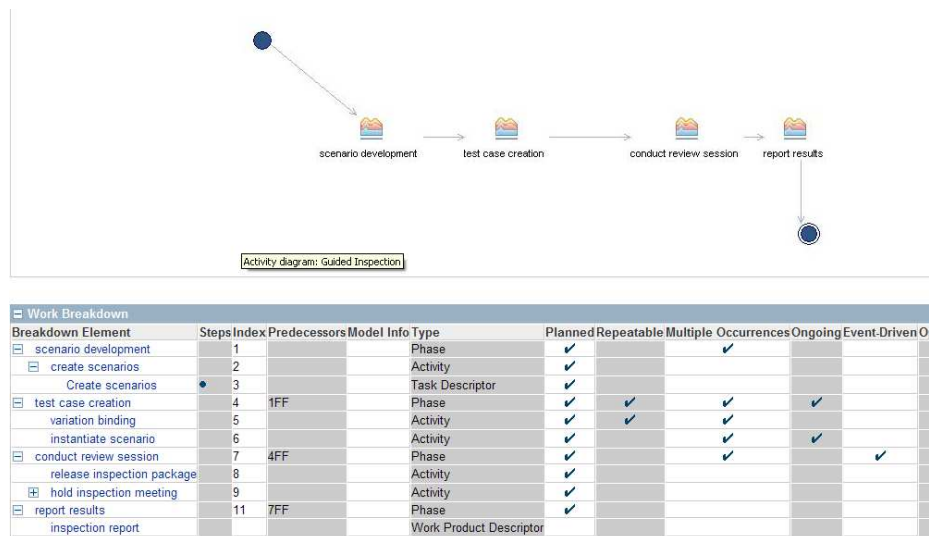 scenario development
test case creation
conduct review session
report results
Activity diagram: Guided Inspection
Work Breakdown
Breakdown Element Steps Index Predecessors Model Info Type Planned Repeatable Multiple Occurrences Ongoing Event-Driven O
scenario development 1 Phase ✔ ✔
create scenarios 2 Activity ✔
Create scenarios • 3 Task Descriptor ✔
test case creation 4 1FF Phase ✔ ✔ ✔ ✔
variation binding 5 Activity ✔ ✔ ✔
instantiate scenario 6 Activity ✔ ✔ ✔
conduct review session 7 4FF Phase ✔ ✔ ✔
release inspection package 8 Activity ✔
hold inspection meeting 9 Activity ✔
report results 11 7FF Phase ✔
inspection report Work Product Descriptor